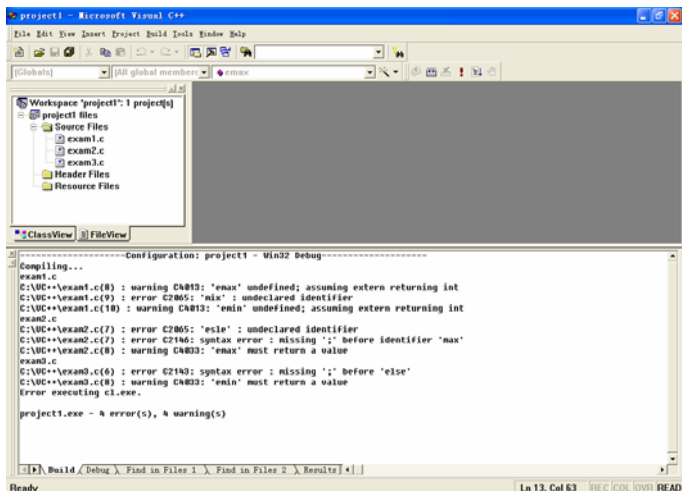 project1 - Microsoft Visual C++
File Edit View Insert Project Build Tools Window Help
[Globals] [All global members emax
Workspace 'project1': 1 project(s)
project1 files
Source Files
exam1.c
exam2.c
exam3.c
Header Files
Resource Files
ClassView FileView
--------------------Configuration: project1 - Win32 Debug--------------------
Compiling...
exam1.c
C:\VC++\exam1.c(8) : warning C4013: 'emax' undefined; assuming extern returning int
C:\VC++\exam1.c(9) : error C2065: 'mix' : undeclared identifier
C:\VC++\exam1.c(10) : warning C4013: 'emin' undefined; assuming extern returning int
exam2.c
C:\VC++\exam2.c(7) : error C2065: 'esle' : undeclared identifier
C:\VC++\exam2.c(7) : error C2146: syntax error : missing ';' before identifier 'max'
C:\VC++\exam2.c(8) : warning C4033: 'emax' must return a value
exam3.c
C:\VC++\exam3.c(6) : error C2143: syntax error : missing ';' before 'else'
C:\VC++\exam3.c(8) : warning C4033: 'emin' must return a value
Error executing cl.exe.
project1.exe - 4 error(s), 4 warning(s)
Build Debug Find in Files 1 Find in Files 2 Results
Ready Ln 13, Col 63 REC COL OVR READ